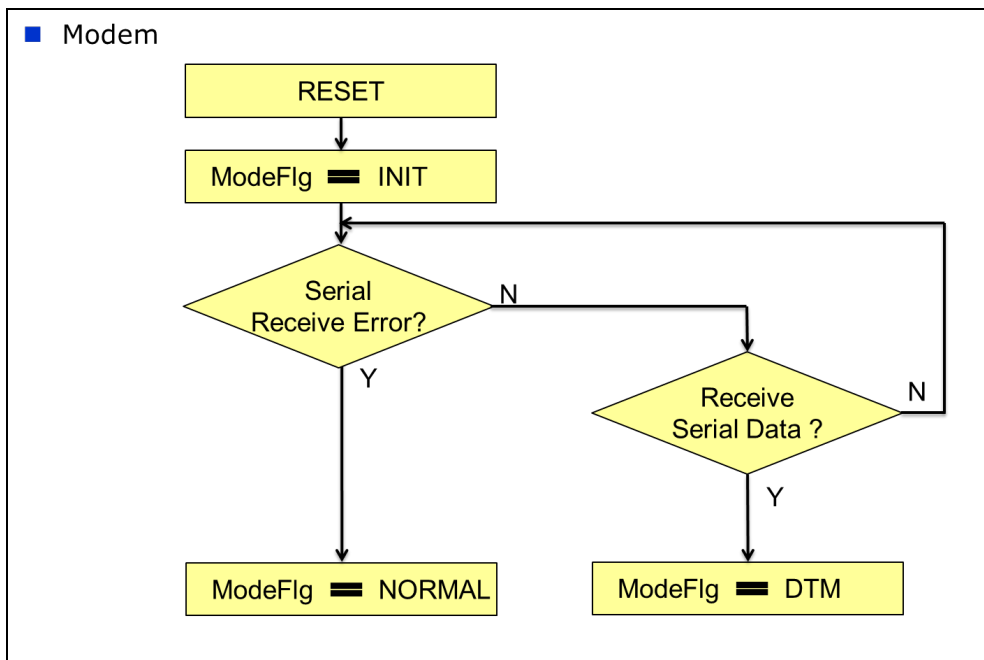 Modem
RESET
ModeFlg = INIT
Serial
Receive Error?
N
Y
Receive
Serial Data ?
N
Y
ModeFlg = NORMAL
ModeFlg = DTM